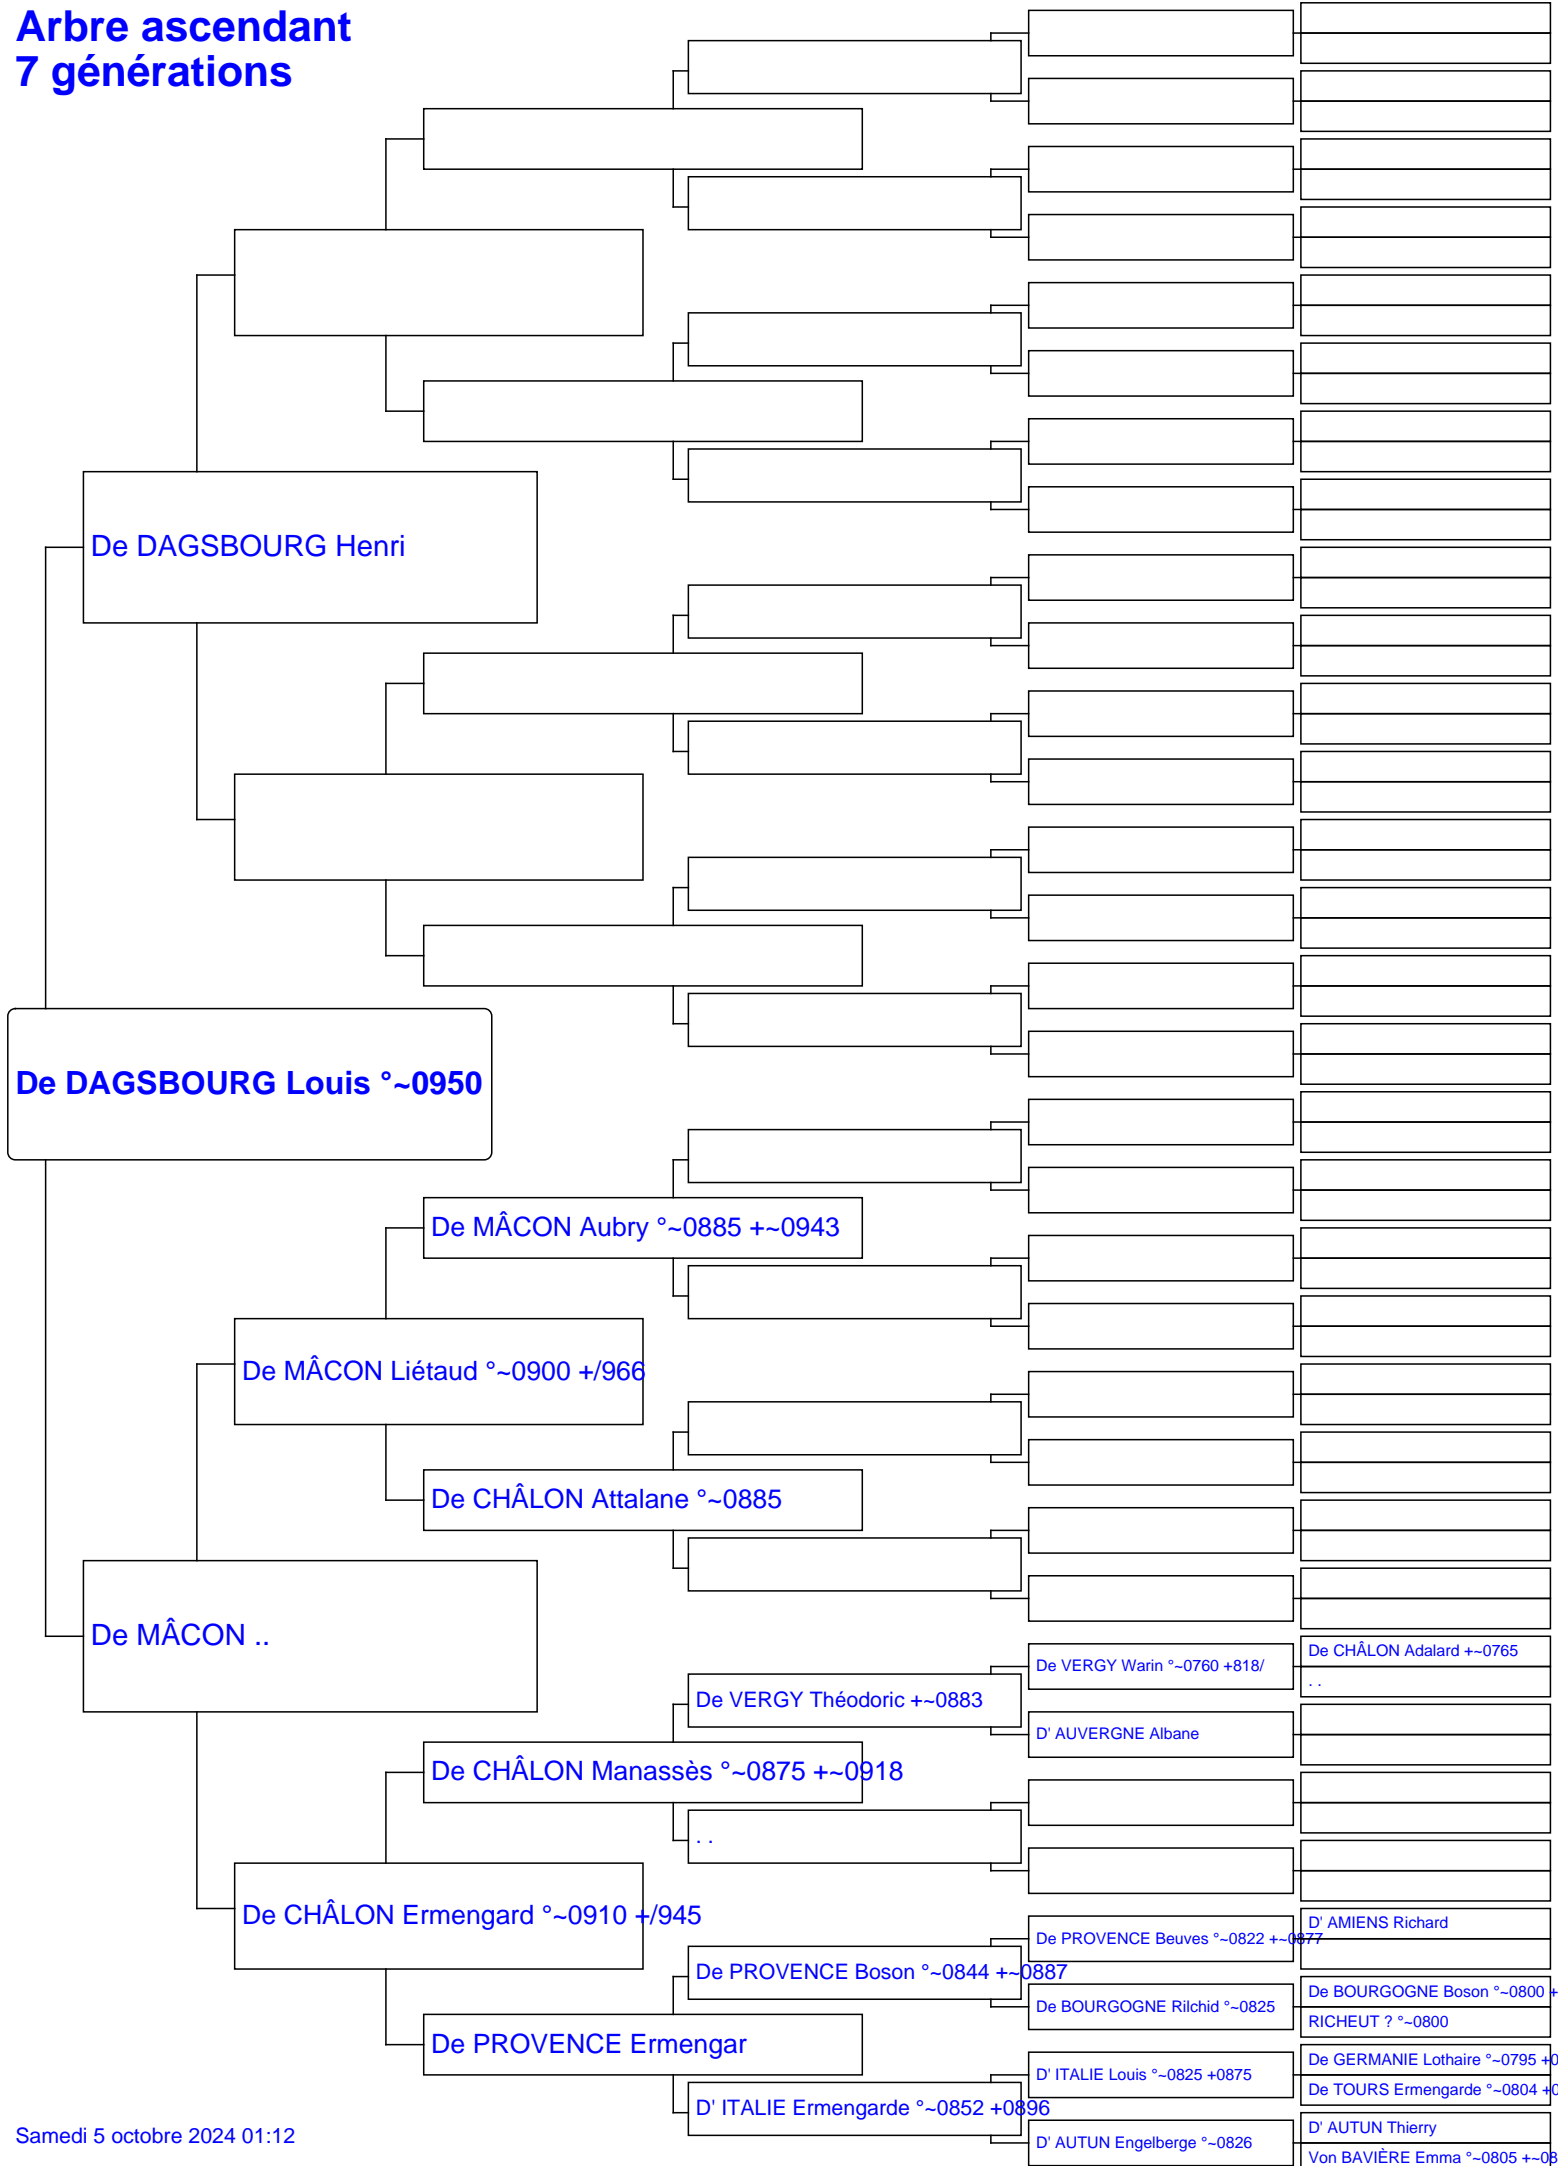 Arbre ascendant
7 générations
De DAGSBOURG Henri
De DAGSBOURG Louis °~0950
De MÂCON Aubry °~0885 +~0943
De MÂCON Liétaud °~0900 +/966
De CHÂLON Attalane °~0885
De MÂCON ..
De VERGY Warin °~0760 +818/
De CHÂLON Adalard +~0765
. .
De VERGY Théodoric +~0883
D' AUVERGNE Albane
De CHÂLON Manassès °~0875 +~0918
. .
De CHÂLON Ermengard °~0910 +/945
D' AMIENS Richard
De PROVENCE Beuves °~0822 +~0877
De PROVENCE Boson °~0844 +~0887
De BOURGOGNE Boson °~0800 +
De BOURGOGNE Rilchid °~0825
RICHEUT ? °~0800
De PROVENCE Ermengar
De GERMANIE Lothaire °~0795 +0
D' ITALIE Louis °~0825 +0875
De TOURS Ermengarde °~0804 +0
D' ITALIE Ermengarde °~0852 +0896
D' AUTUN Thierry
D' AUTUN Engelberge °~0826
Von BAVIÈRE Emma °~0805 +~08
Samedi 5 octobre 2024 01:12